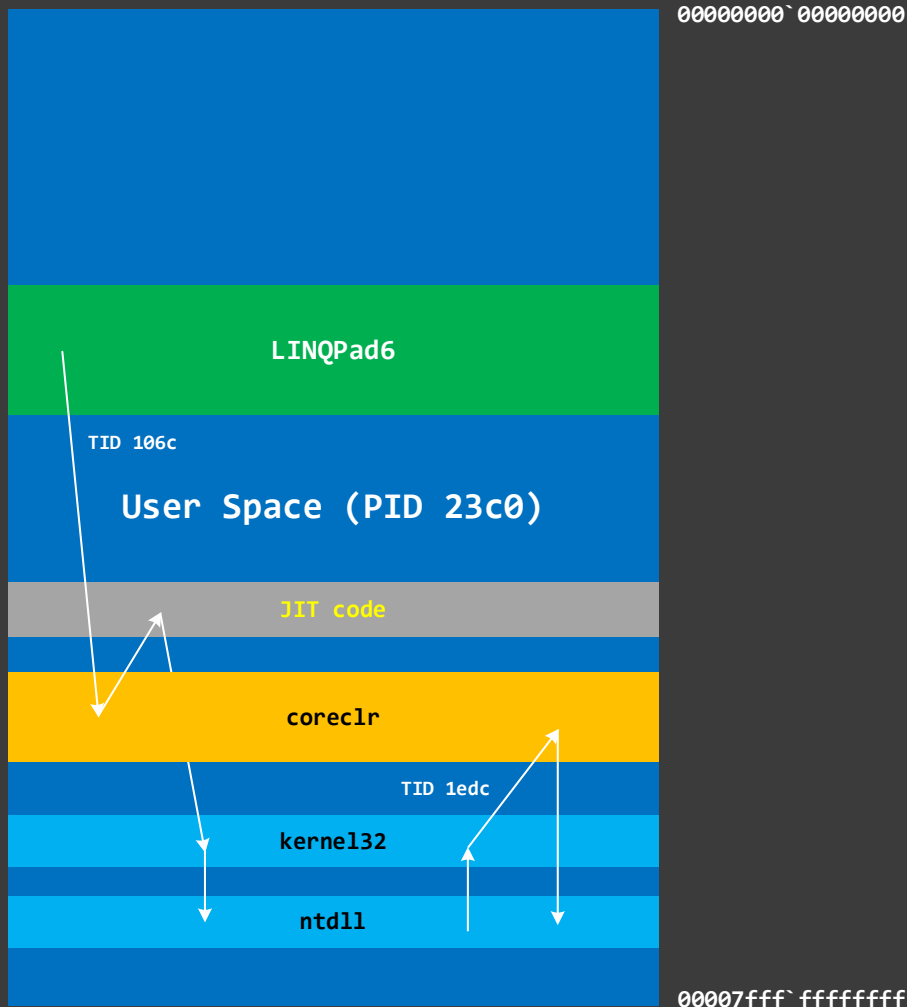 00000000`00000000
LINQPad6
TID 106c
User Space (PID 23c0)
JIT code
coreclr
TID 1edc
kernel32
ntdll
00007fff`ffffffff